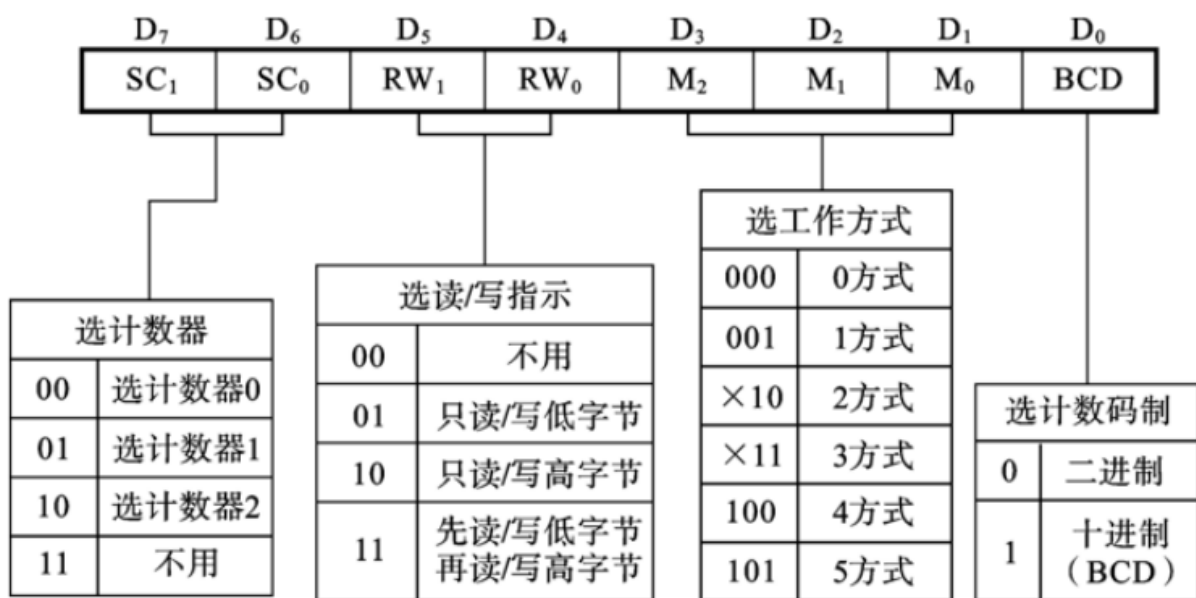 D₇ D₆ D₅ D₄ D₃ D₂ D₁ D₀
SC₁ SC₀ RW₁ RW₀ M₂ M₁ M₀ BCD
选计数器
00 选计数器0
01 选计数器1
10 选计数器2
11 不用
选读/写指示
00 不用
01 只读/写低字节
10 只读/写高字节
11 先读/写低字节
再读/写高字节
选工作方式
000 0方式
001 1方式
×10 2方式
×11 3方式
100 4方式
101 5方式
选计数码制
0 二进制
1 十进制
（BCD）